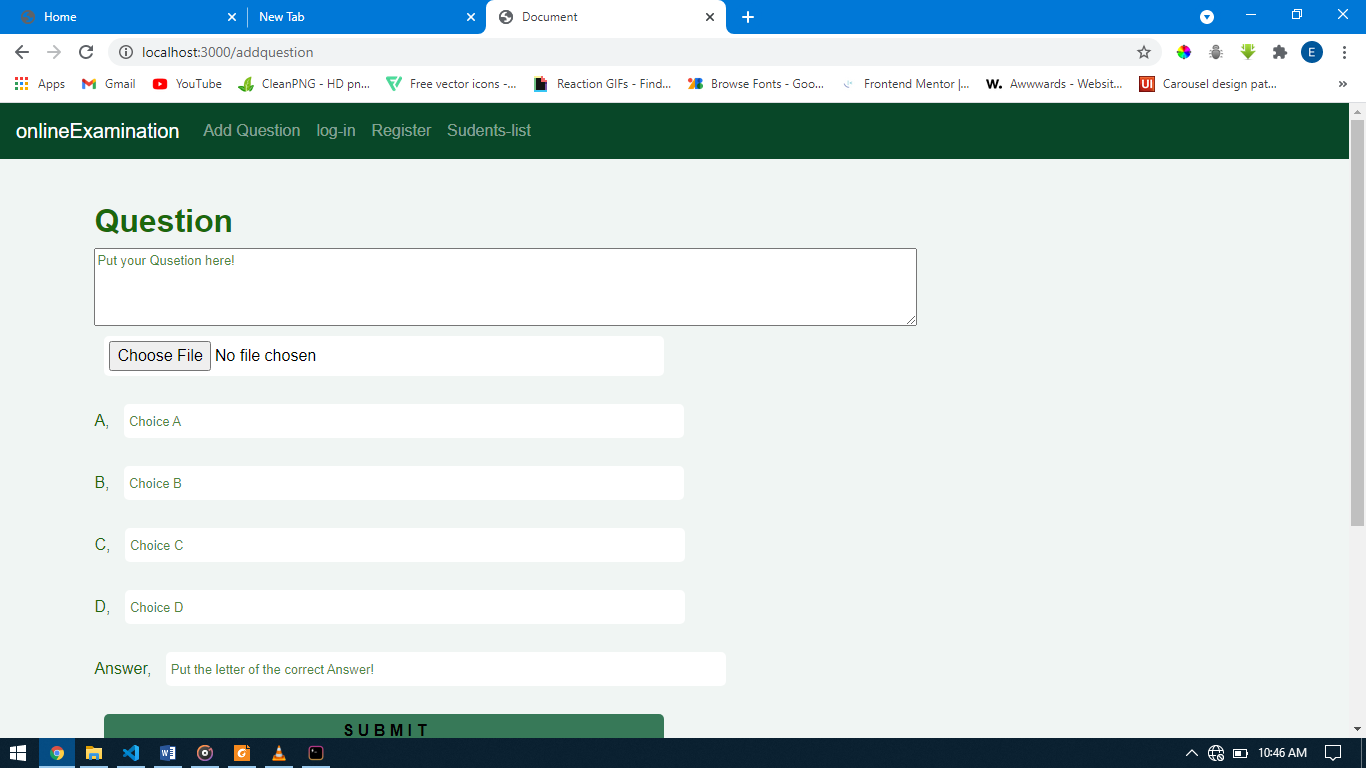 Home New Tab Document
localhost:3000/addquestion E
Apps Gmail YouTube CleanPNG - HD pn... Free vector icons -... Reaction GIFs - Find... Browse Fonts - Goo... Frontend Mentor |... W. Awwwards - Websit... UI Carousel design pat... »
onlineExamination Add Question log-in Register Sudents-list
Question
Put your Qusetion here!
Choose File No file chosen
A, Choice A
B, Choice B
C, Choice C
D, Choice D
Answer, Put the letter of the correct Answer!
SUBMIT
10:46 AM